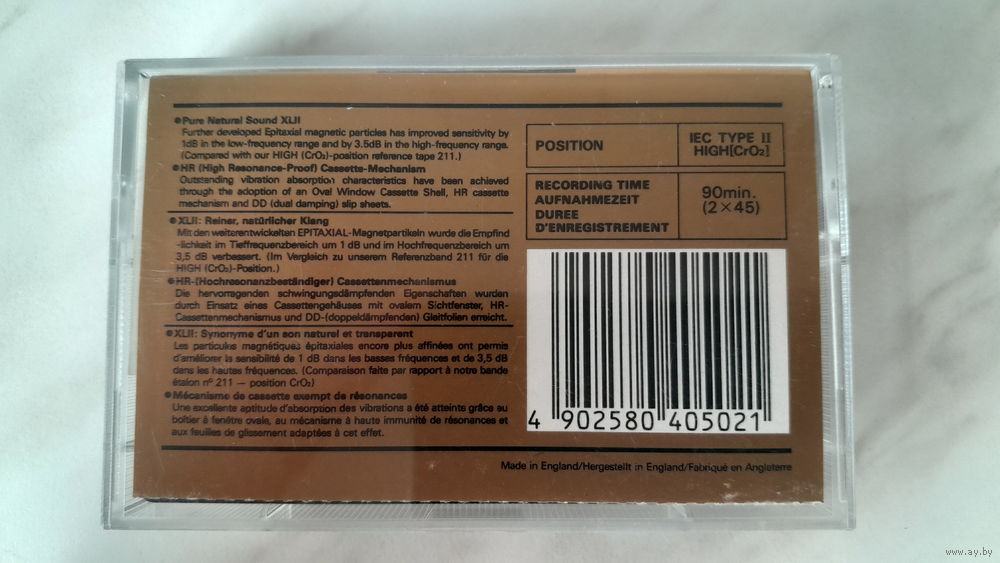 ●Pure Natural Sound XLII
Further developed Epitaxial magnetic particles has improved sensitivity by
1dB in the low-frequency range and by 3.5dB in the high-frequency range.
(Compared with our HIGH (CrO₂)-position reference tape 211.)
●HR (High Resonance-Proof) Cassette-Mechanism
Outstanding vibration absorption characteristics have been achieved
through the adoption of an Oval Window Cassette Shell, HR cassette
mechanism and DD (dual damping) slip sheets.
●XLII: Reiner, natürlicher Klang
Mit den weiterentwickelten EPITAXIAL-Magnetpartikeln wurde die Empfind
-lichkeit im Tieffrequenzbereich um 1 dB und im Hochfrequenzbereich um
3,5 dB verbessert. (Im Vergleich zu unserem Referenzband 211 für die
HIGH (CrO₂)-Position.)
●HR-(Hochresonanzbeständiger) Cassettenmechanismus
Die hervorragenden schwingungsdämpfenden Eigenschaften wurden
durch Einsatz eines Cassettengehäuses mit ovalem Sichtfenster, HR-
Cassettenmechanismus und DD-(doppeldämpfenden) Gleitfolien erreicht.
●XLII: Synonyme d'un son naturel et transparent
Les particules magnétiques épitaxiales encore plus affinées ont permis
d'améliorer la sensibilité de 1 dB dans les basses fréquences et de 3,5 dB
dans les hautes fréquences. (Comparaison faite par rapport à notre bande
étalon nº 211 — position CrO₂)
●Mécanisme de cassette exempt de résonances
Une excellente aptitude d'absorption des vibrations a été atteinte grâce au
boîtier à fenêtre ovale, au mécanisme à haute immunité de résonances et
aux feuilles de glissement adaptées à cet effet.
POSITION
IEC TYPE II
HIGH[CrO₂]
RECORDING TIME
AUFNAHMEZEIT
DUREE
D'ENREGISTREMENT
90min.
(2×45)
4 902580 405021
Made in England/Hergestellt in England/Fabriqué en Angleterre
www.ay.by